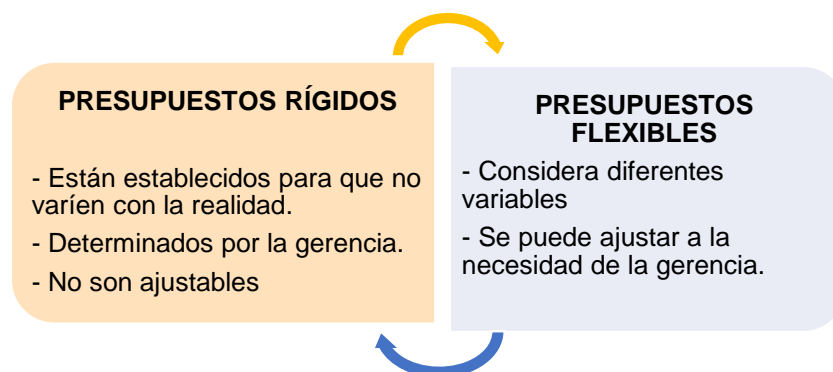 PRESUPUESTOS RÍGIDOS
- Están establecidos para que no
varíen con la realidad.
- Determinados por la gerencia.
- No son ajustables
PRESUPUESTOS
FLEXIBLES
- Considera diferentes
variables
- Se puede ajustar a la
necesidad de la gerencia.